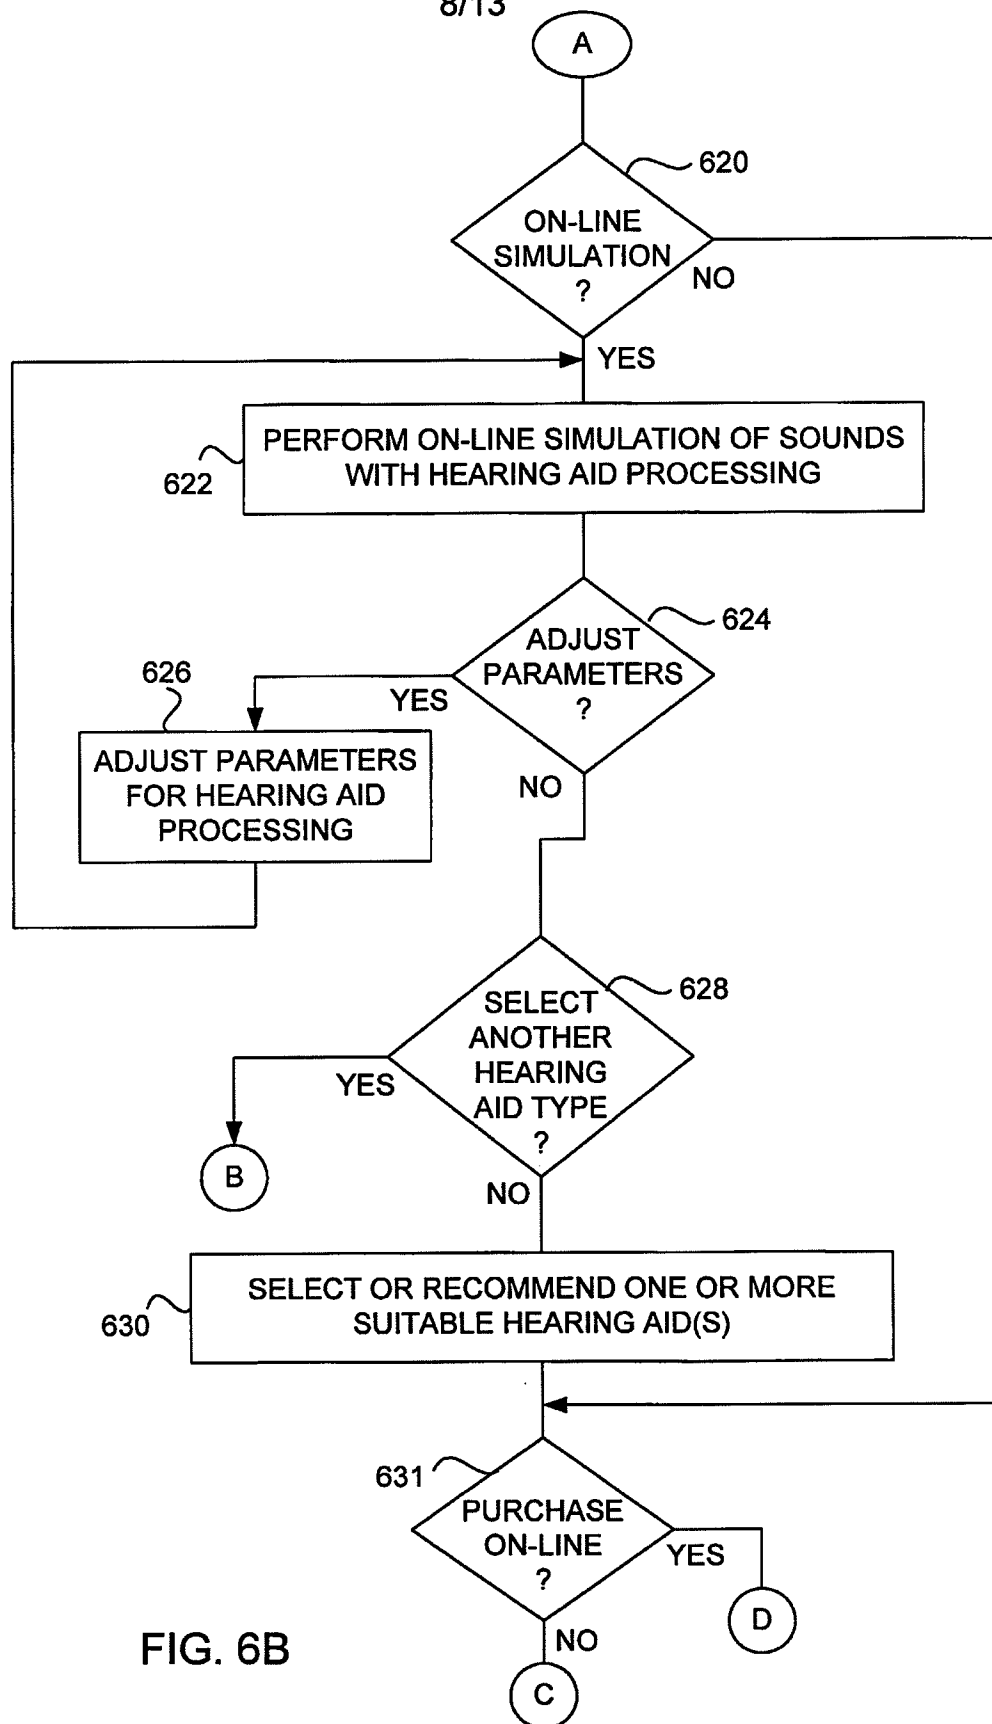 8/13
A
620
ON-LINE
SIMULATION
?
NO
YES
PERFORM ON-LINE SIMULATION OF SOUNDS
WITH HEARING AID PROCESSING
622
624
ADJUST
PARAMETERS
?
YES
626
NO
ADJUST PARAMETERS
FOR HEARING AID
PROCESSING
628
SELECT
ANOTHER
HEARING
AID TYPE
?
YES
B
NO
SELECT OR RECOMMEND ONE OR MORE
SUITABLE HEARING AID(S)
630
631
PURCHASE
ON-LINE
?
YES
D
NO
C
FIG. 6B